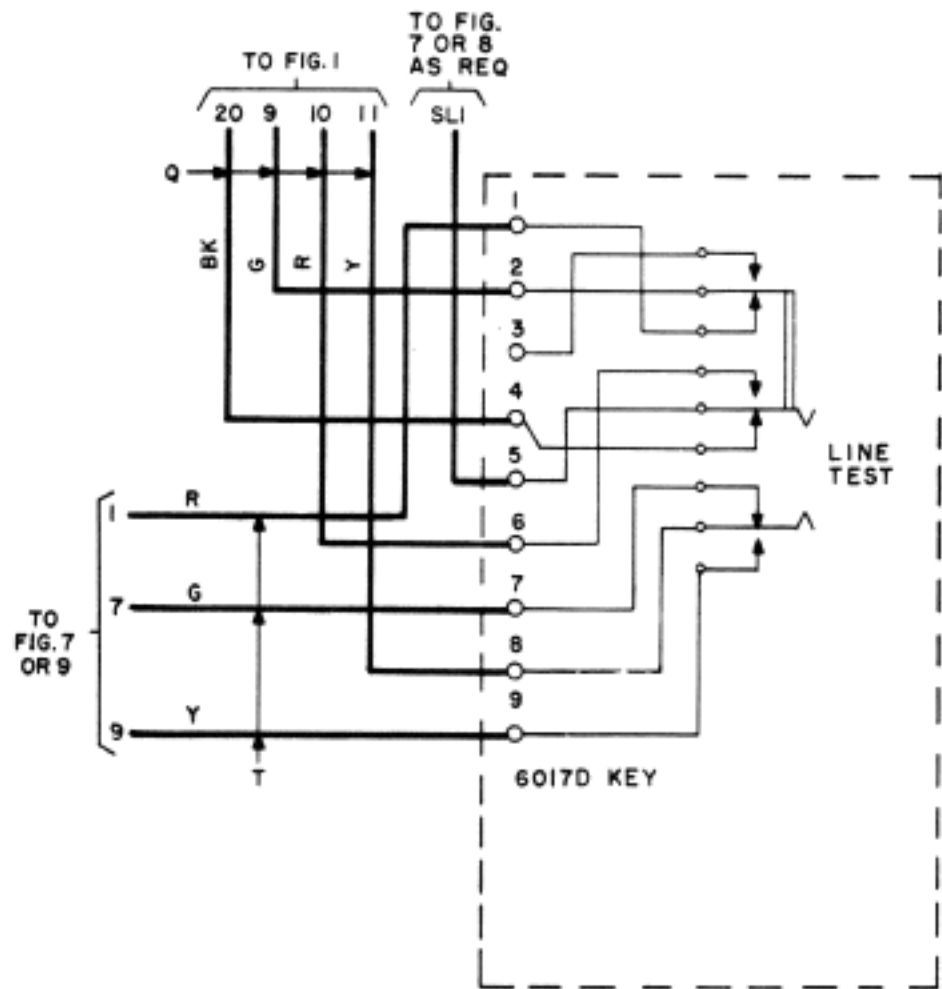 TO FIG.
7 OR 8
AS REQ
TO FIG. 1
20 9 10 11
SL1
Q
BK G R Y
1
2
3
4
5
6
7
8
9
LINE
TEST
1 R
7 G
9 Y
TO
FIG. 7
OR 9
T
6017D KEY